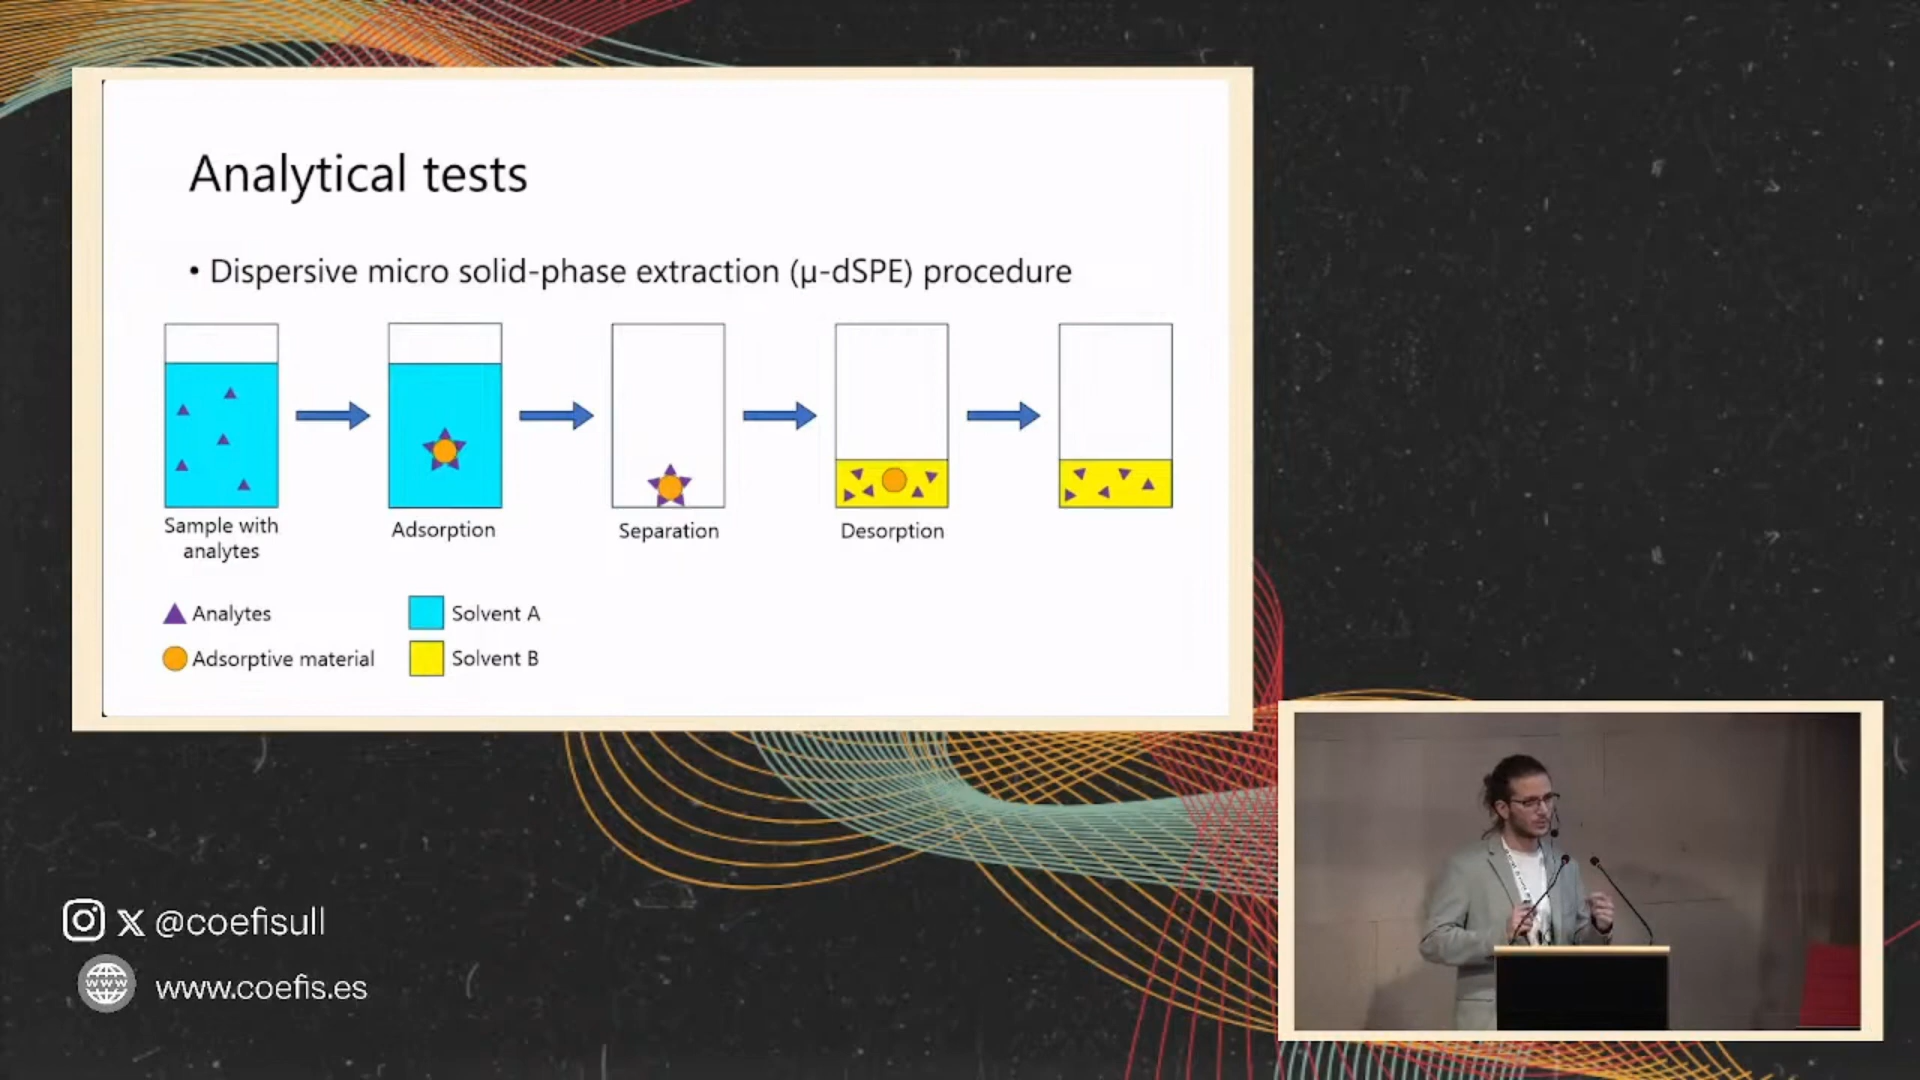 Analytical tests
• Dispersive micro solid-phase extraction (μ-dSPE) procedure
Sample with
analytes
Adsorption
Separation
Desorption
Analytes
Solvent A
Adsorptive material
Solvent B
@coefisull
www
www.coefis.es